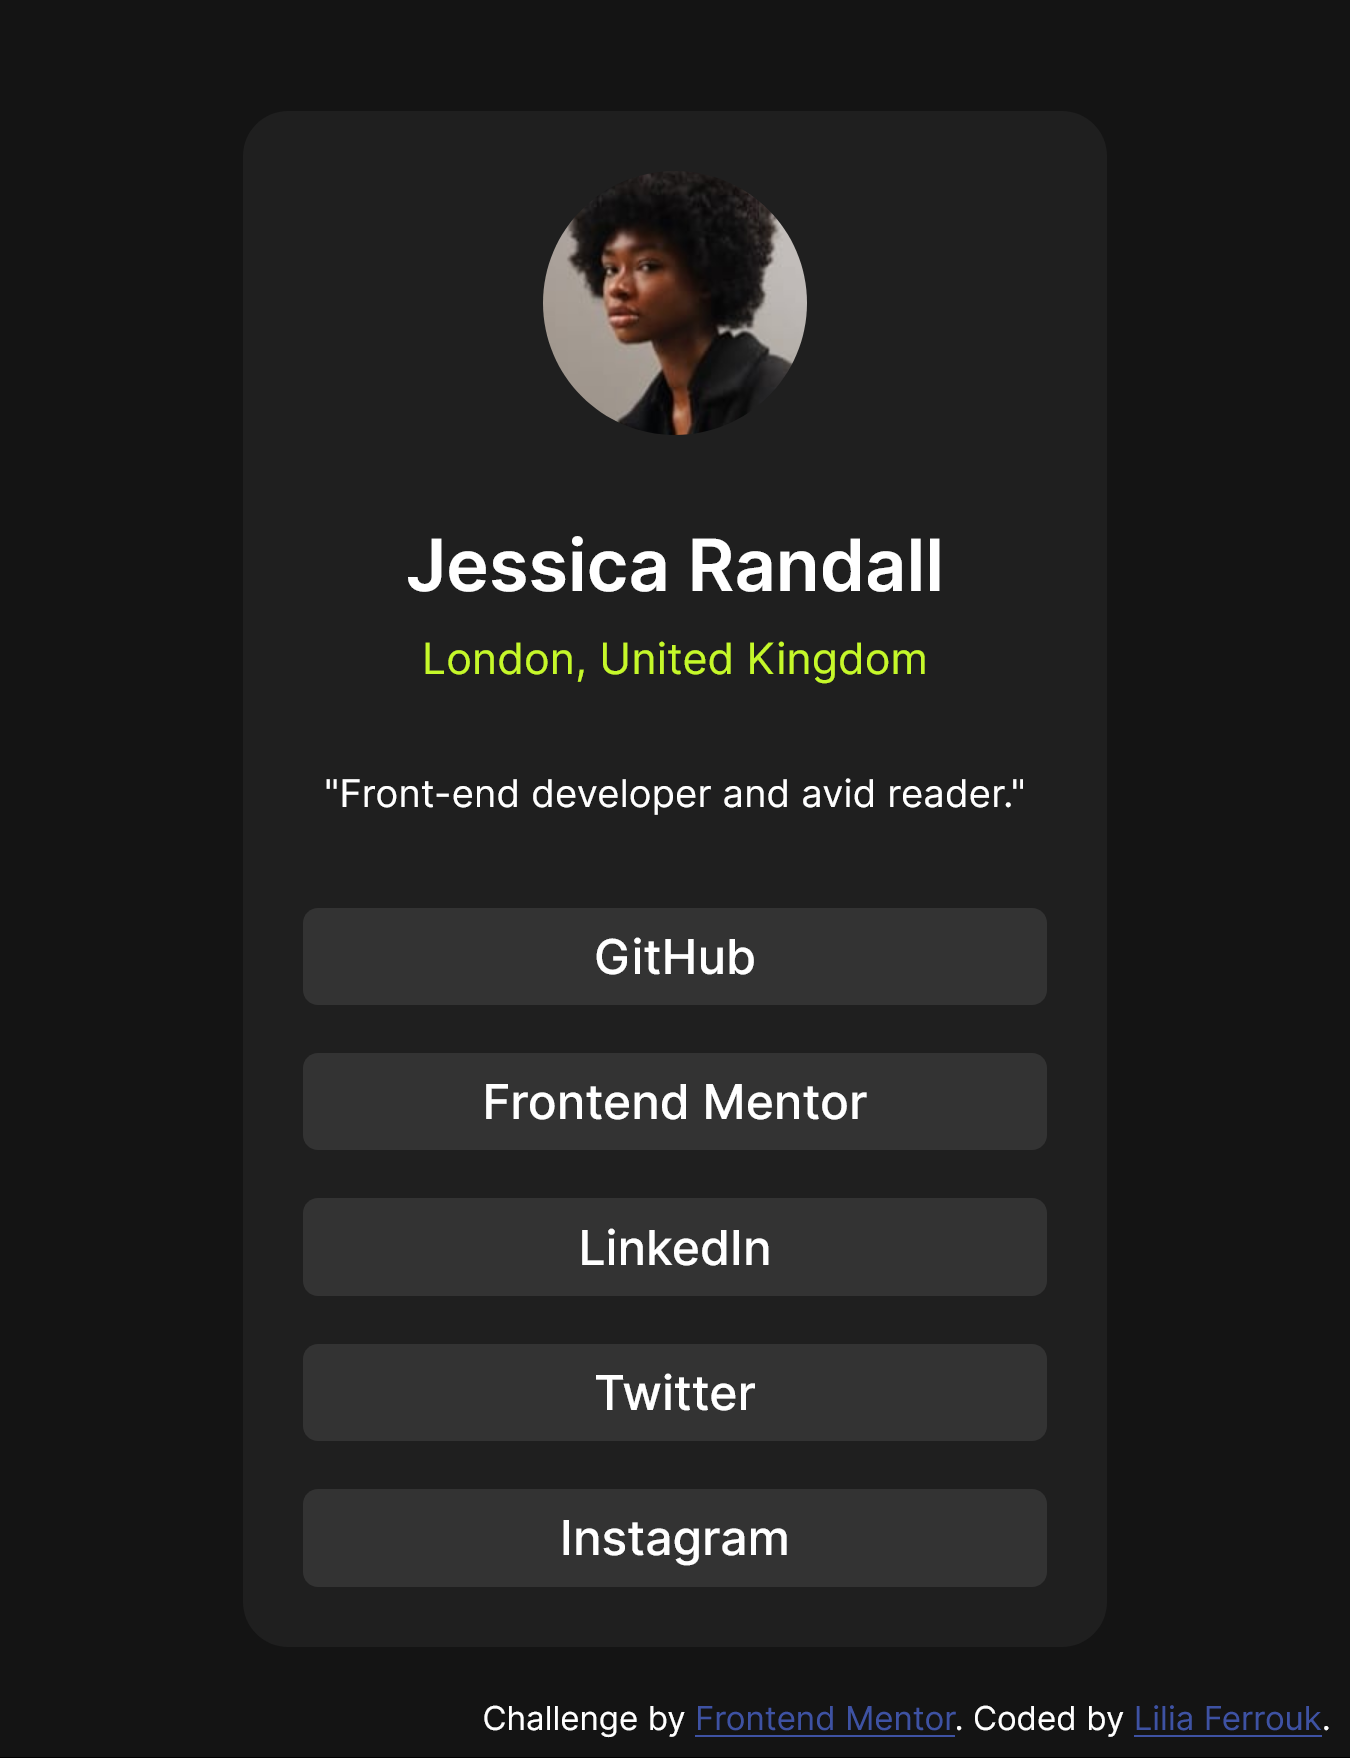 Jessica Randall
London, United Kingdom
"Front-end developer and avid reader."
GitHub
Frontend Mentor
LinkedIn
Twitter
Instagram
Challenge by Frontend Mentor. Coded by Lilia Ferrouk.